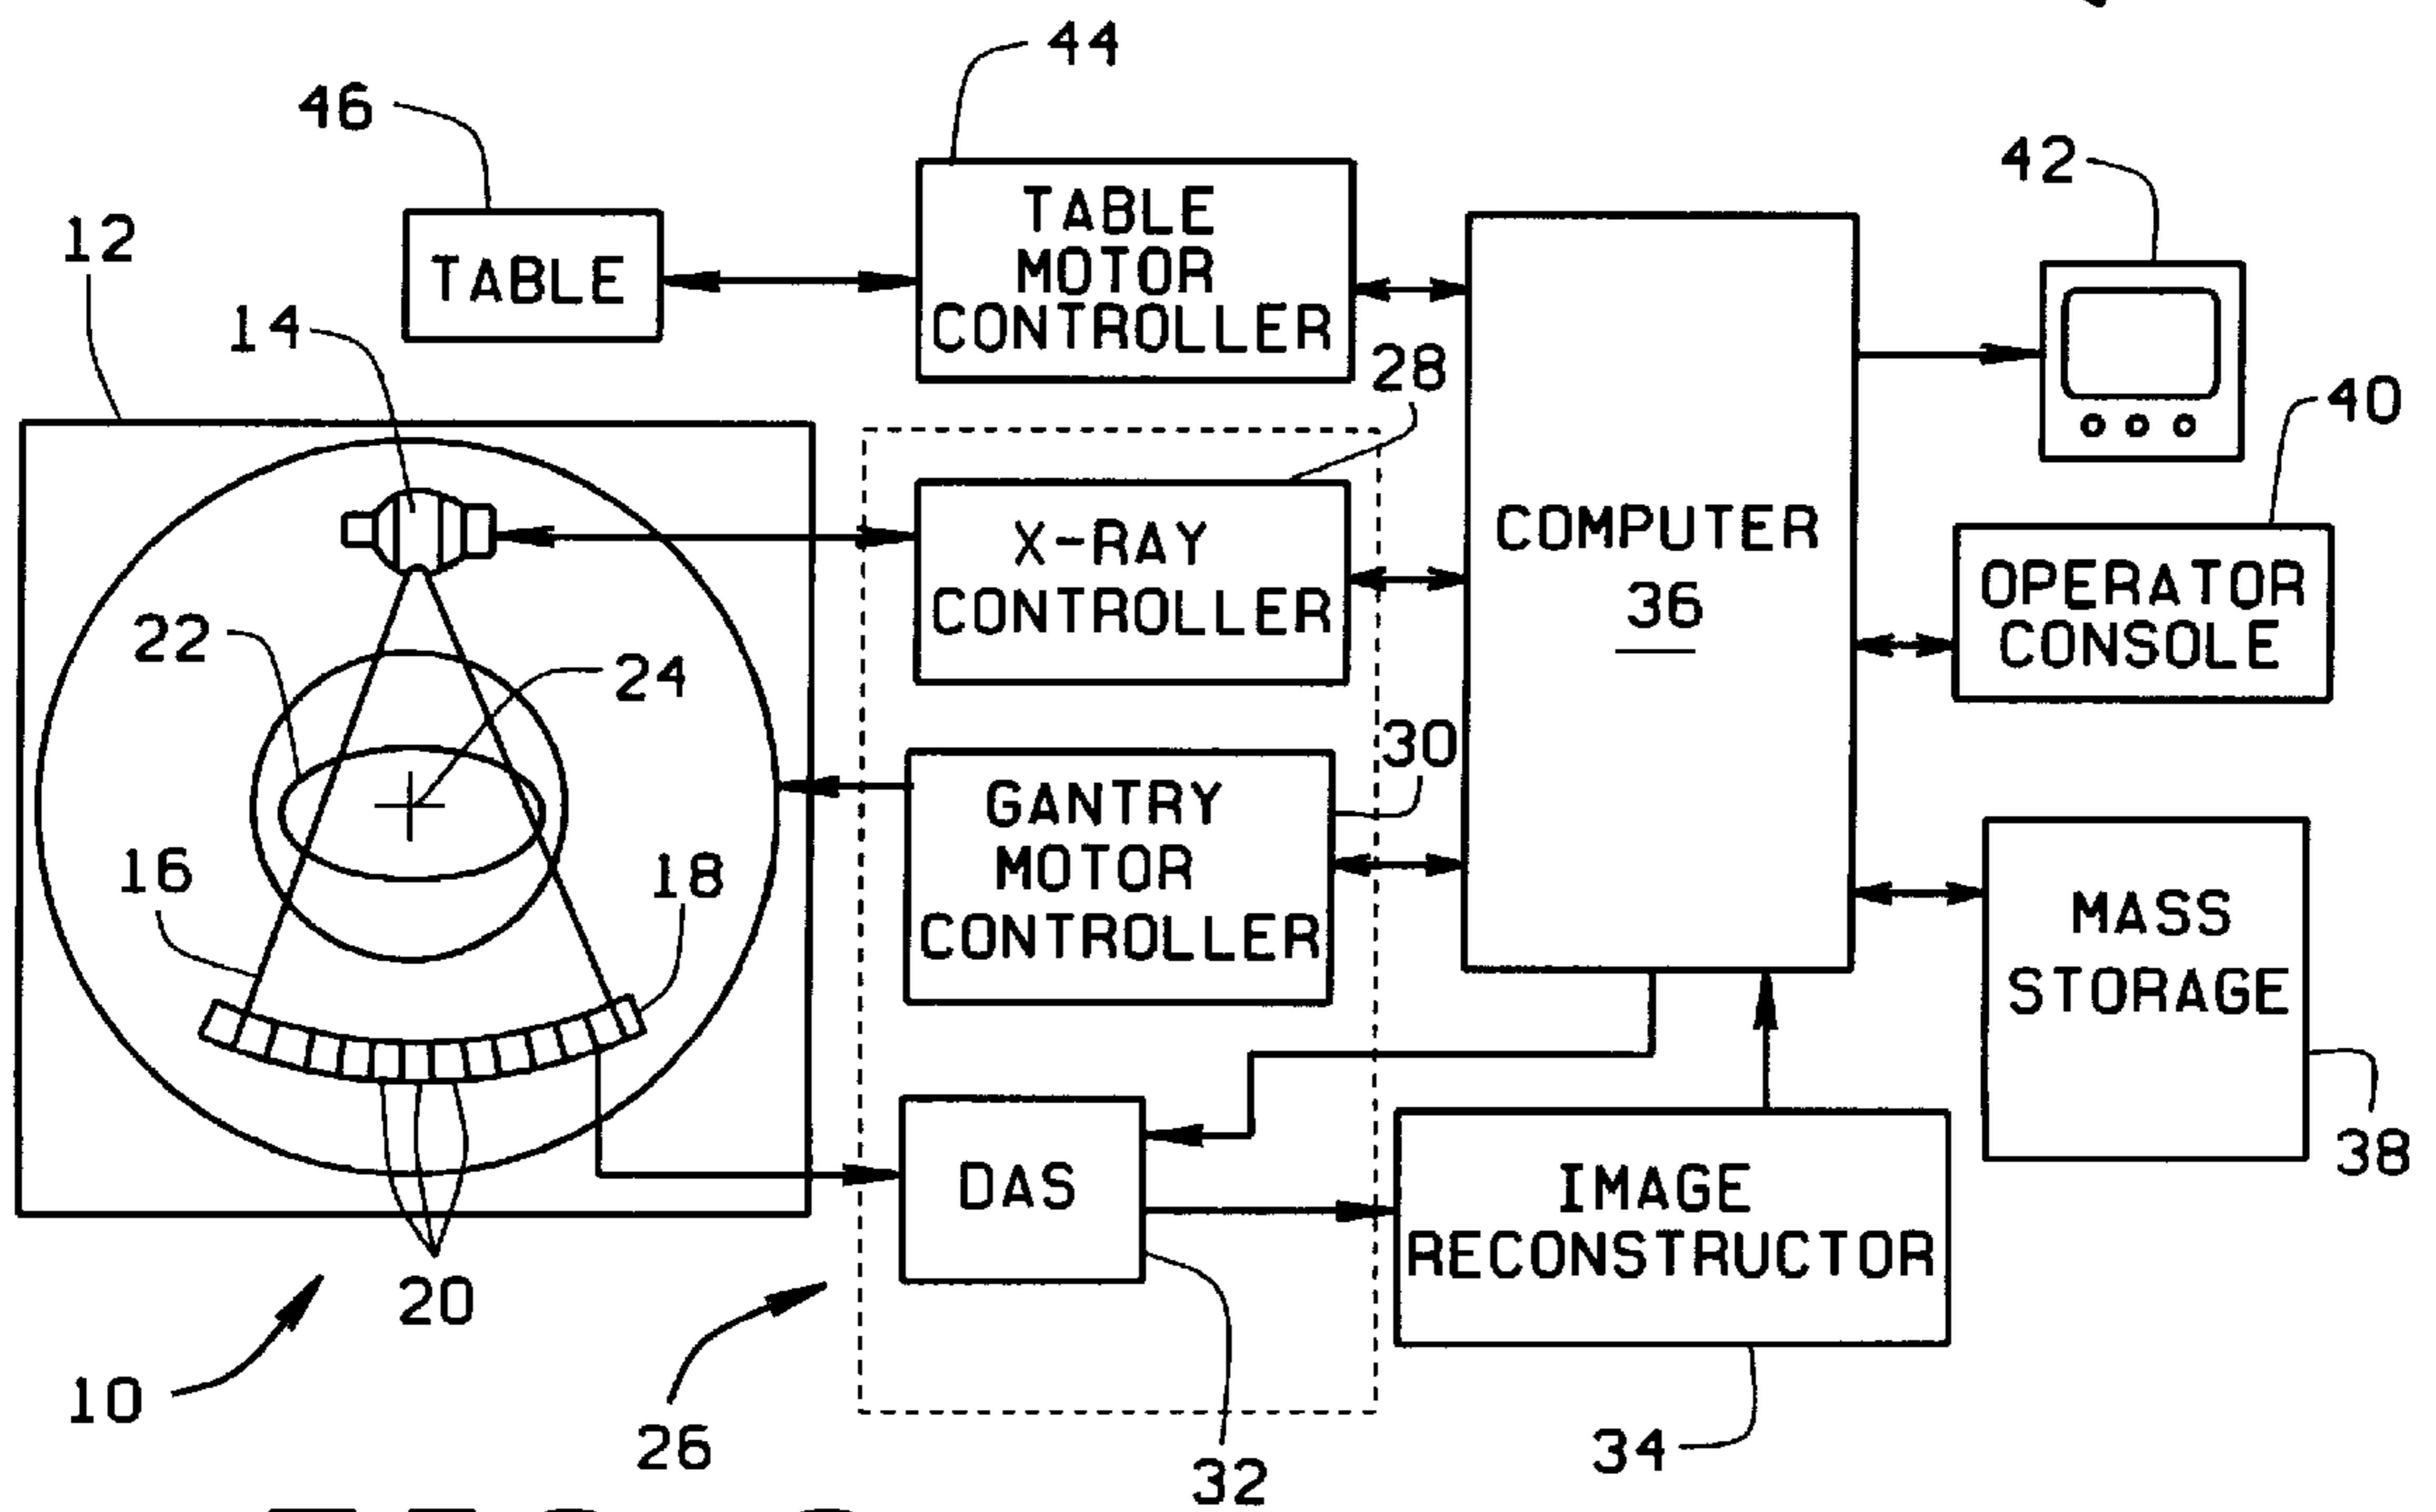 44
46
42
12
TABLE
MOTOR
CONTROLLER
TABLE
14
28
40
COMPUTER
36
X-RAY
CONTROLLER
OPERATOR
CONSOLE
22
24
30
GANTRY
MOTOR
CONTROLLER
16
18
MASS
STORAGE
38
DAS
IMAGE
RECONSTRUCTOR
20
10
26
32
34